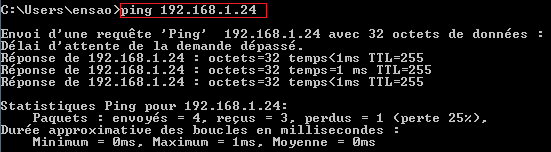 C:\Users\ensao>ping 192.168.1.24
Envoi d'une requête 'Ping'  192.168.1.24 avec 32 octets de données :
Délai d'attente de la demande dépassé.
Réponse de 192.168.1.24 : octets=32 temps<1ms TTL=255
Réponse de 192.168.1.24 : octets=32 temps=1 ms TTL=255
Réponse de 192.168.1.24 : octets=32 temps<1ms TTL=255
Statistiques Ping pour 192.168.1.24:
Paquets : envoyés = 4, reçus = 3, perdus = 1 (perte 25%),
Durée approximative des boucles en millisecondes :
Minimum = 0ms, Maximum = 1ms, Moyenne = 0ms